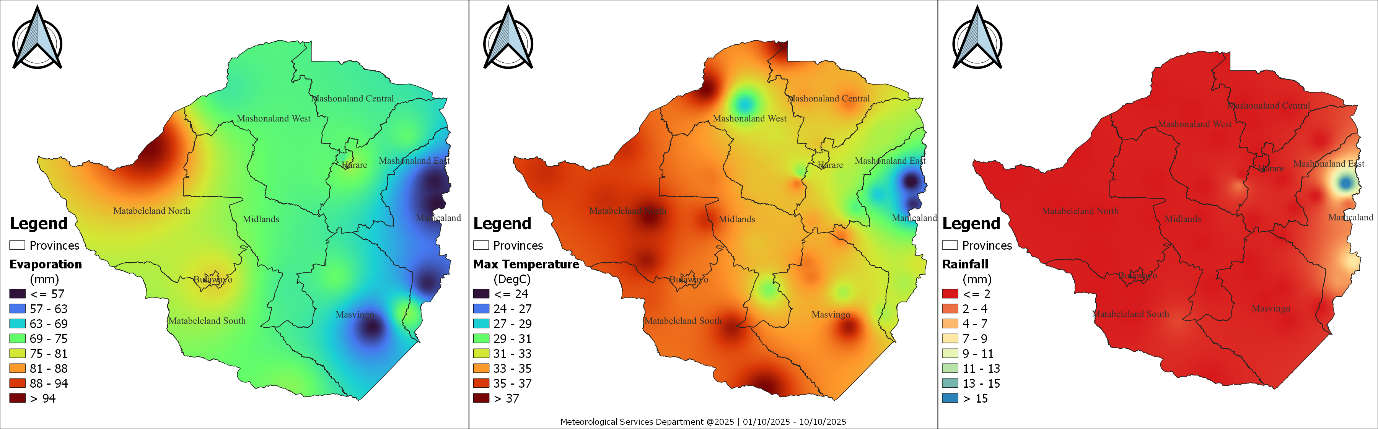 Mashonaland Central
Mashonaland West
Harare
Mashonaland East
Matabeleland North
Midlands
Manicaland
Bulawayo
Masvingo
Matabeleland South
Legend
Provinces
Evaporation
(mm)
<= 57
57 - 63
63 - 69
69 - 75
75 - 81
81 - 88
88 - 94
> 94
Mashonaland Central
Mashonaland West
Harare
Mashonaland East
Matabeleland North
Midlands
Manicaland
Bulawayo
Masvingo
Matabeleland South
Legend
Provinces
Max Temperature
(DegC)
<= 24
24 - 27
27 - 29
29 - 31
31 - 33
33 - 35
35 - 37
> 37
Mashonaland Central
Mashonaland West
Harare
Mashonaland East
Matabeleland North
Midlands
Manicaland
Bulawayo
Masvingo
Matabeleland South
Legend
Provinces
Rainfall
(mm)
<= 2
2 - 4
4 - 7
7 - 9
9 - 11
11 - 13
13 - 15
> 15
Meteorological Services Department @2025 | 01/10/2025 - 10/10/2025